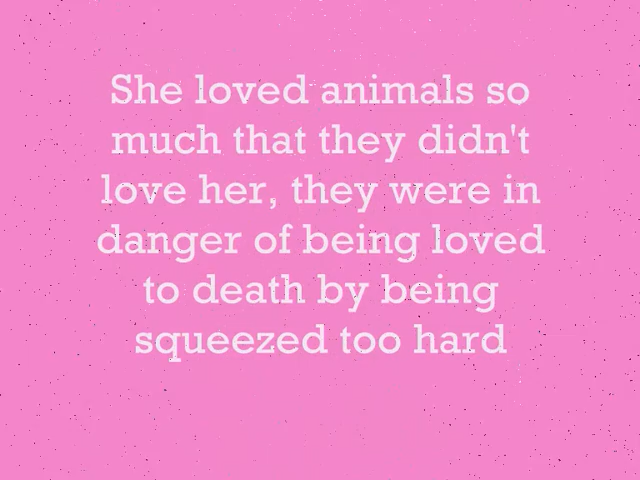 She loved animals so
much that they didn't
love her, they were in
danger of being loved
to death by being
squeezed too hard